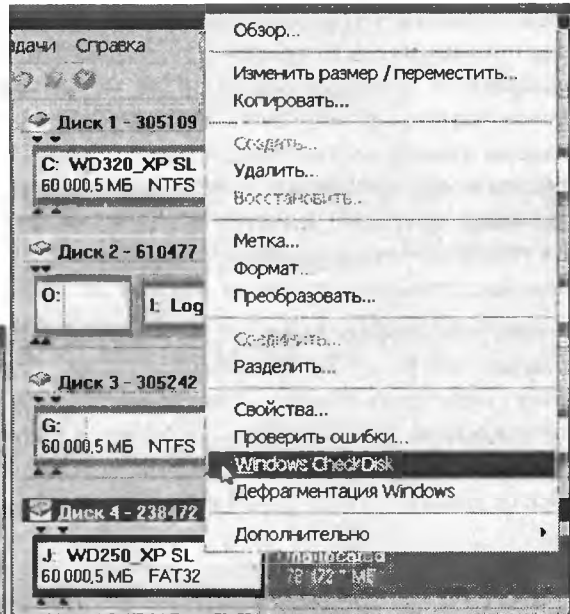 дачи Справка
Диск 1 - 305109
C: WD320_XP SL
60 000,5 МБ NTFS
Диск 2 - 610477
O:
I: Log
Диск 3 - 305242
G:
60 000,5 МБ NTFS
Диск 4 - 238472
J: WD250_XP SL
60 000,5 МБ FAT32
Обзор...
Изменить размер / переместить...
Копировать...
Создать...
Удалить...
Восстановить...
Метка...
Формат...
Преобразовать...
Соединить...
Разделить...
Свойства...
Проверить ошибки...
Windows CheckDisk
Дефрагментация Windows
Дополнительно